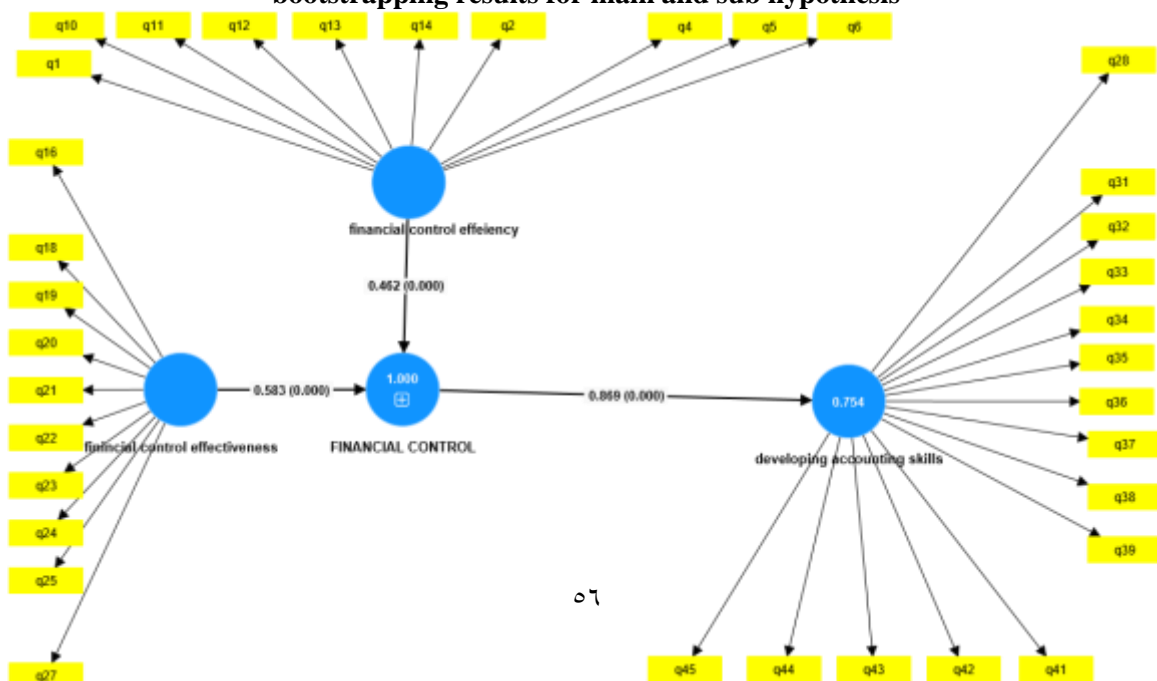 bootstrapping results for main and sub hypothesis
q10 q11 q12 q13 q14 q2 q4 q5 q6
q1
q28
q16
q31
q32
financial control effeiency
q18
q33
0.462 (0.000)
q19
q34
q20
q35
1.000
q21
0.583 (0.000)
0.869 (0.000)
0.754
q36
q22
finincial control effectiveness
FINANCIAL CONTROL
q37
developing accounting skills
q23
q38
q24
q39
q25
٥٦
q27
q45 q44 q43 q42 q41